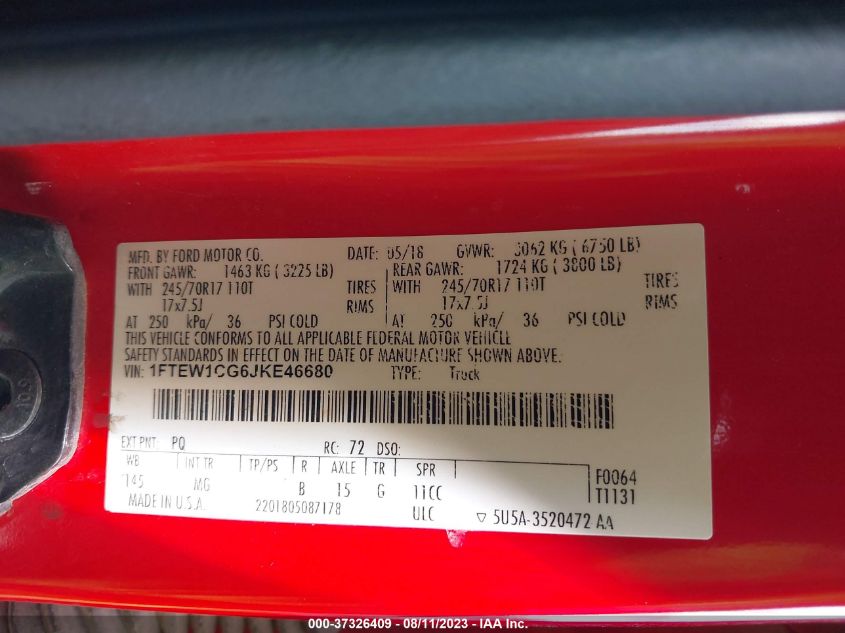 MFD. BY FORD MOTOR CO. DATE: 05/18 GVWR: 3062 KG ( 6750 LB)
FRONT GAWR: 1463 KG ( 3225 LB) REAR GAWR: 1724 KG ( 3800 LB)
WITH 245/70R17 110T TIRES WITH 245/70R17 110T TIRES
17x7.5J RIMS 17x7.5J RIMS
AT 250 kPa/ 36 PSI COLD AT 250 kPa/ 36 PSI COLD
THIS VEHICLE CONFORMS TO ALL APPLICABLE FEDERAL MOTOR VEHICLE
SAFETY STANDARDS IN EFFECT ON THE DATE OF MANUFACTURE SHOWN ABOVE.
VIN: 1FTEW1CG6JKE46680 TYPE: Truck
EXT PNT: PQ RC: 72 DSO:
WB INT TR TP/PS R AXLE TR SPR F0064
145 MG B 15 G 11CC T1131
MADE IN U.S.A. 2201805087178 ULC ▽ 5U5A-3520472 AA
10.9
000-37326409 - 08/11/2023 - IAA Inc.